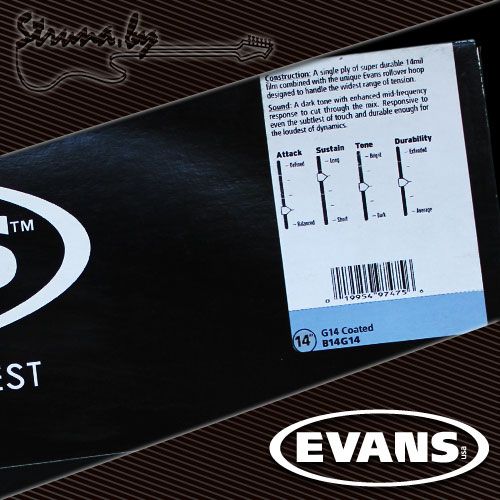 Struna.by
Construction: A single ply of super durable 14mil
film combined with the unique Evans rollover hoop
designed to handle the widest range of tension.
Sound: A dark tone with enhanced mid-frequency
response to cut through the mix. Responsive to
even the subtlest of touch and durable enough for
the loudest of dynamics.
Attack Sustain Tone Durability
Defined Long Bright Extended
Balanced Short Dark Average
S™
EST
0 19954 97475 6
14" G14 Coated
B14G14
EVANS usa